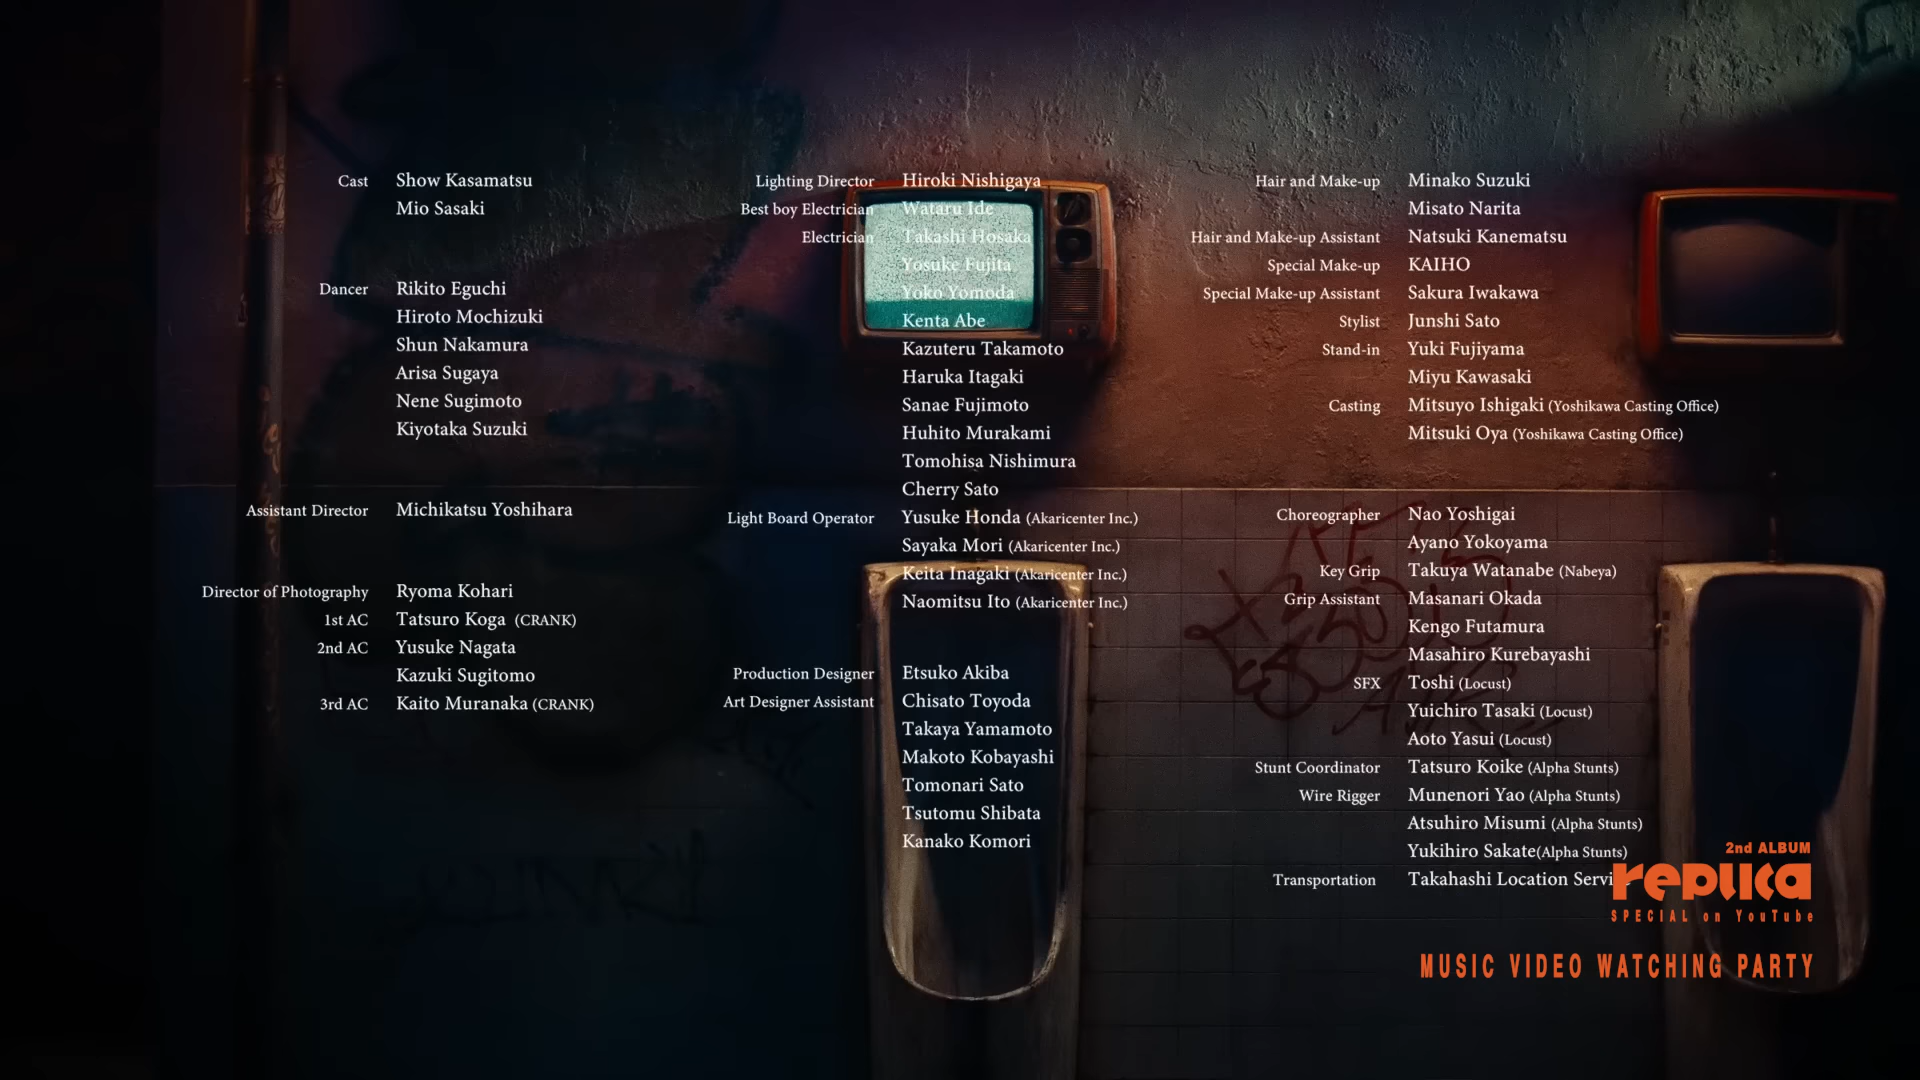 Cast Show Kasamatsu
Mio Sasaki
Dancer Rikito Eguchi
Hiroto Mochizuki
Shun Nakamura
Arisa Sugaya
Nene Sugimoto
Kiyotaka Suzuki
Assistant Director Michikatsu Yoshihara
Director of Photography Ryoma Kohari
1st AC Tatsuro Koga (CRANK)
2nd AC Yusuke Nagata
Kazuki Sugitomo
3rd AC Kaito Muranaka (CRANK)
Lighting Director Hiroki Nishigaya
Best boy Electrician Wataru Ide
Electrician Takashi Hosaka
Yosuke Fujita
Yoko Yomoda
Kenta Abe
Kazuteru Takamoto
Haruka Itagaki
Sanae Fujimoto
Huhito Murakami
Tomohisa Nishimura
Cherry Sato
Light Board Operator Yusuke Honda (Akaricenter Inc.)
Sayaka Mori (Akaricenter Inc.)
Keita Inagaki (Akaricenter Inc.)
Naomitsu Ito (Akaricenter Inc.)
Production Designer Etsuko Akiba
Art Designer Assistant Chisato Toyoda
Takaya Yamamoto
Makoto Kobayashi
Tomonari Sato
Tsutomu Shibata
Kanako Komori
Hair and Make-up Minako Suzuki
Misato Narita
Hair and Make-up Assistant Natsuki Kanematsu
Special Make-up KAIHO
Special Make-up Assistant Sakura Iwakawa
Stylist Junshi Sato
Stand-in Yuki Fujiyama
Miyu Kawasaki
Casting Mitsuyo Ishigaki (Yoshikawa Casting Office)
Mitsuki Oya (Yoshikawa Casting Office)
Choreographer Nao Yoshigai
Ayano Yokoyama
Key Grip Takuya Watanabe (Nabeya)
Grip Assistant Masanari Okada
Kengo Futamura
Masahiro Kurebayashi
SFX Toshi (Locust)
Yuichiro Tasaki (Locust)
Aoto Yasui (Locust)
Stunt Coordinator Tatsuro Koike (Alpha Stunts)
Wire Rigger Munenori Yao (Alpha Stunts)
Atsuhiro Misumi (Alpha Stunts)
Yukihiro Sakate(Alpha Stunts)
Transportation Takahashi Location
2nd ALBUM
replica
SPECIAL on YouTube
MUSIC VIDEO WATCHING PARTY